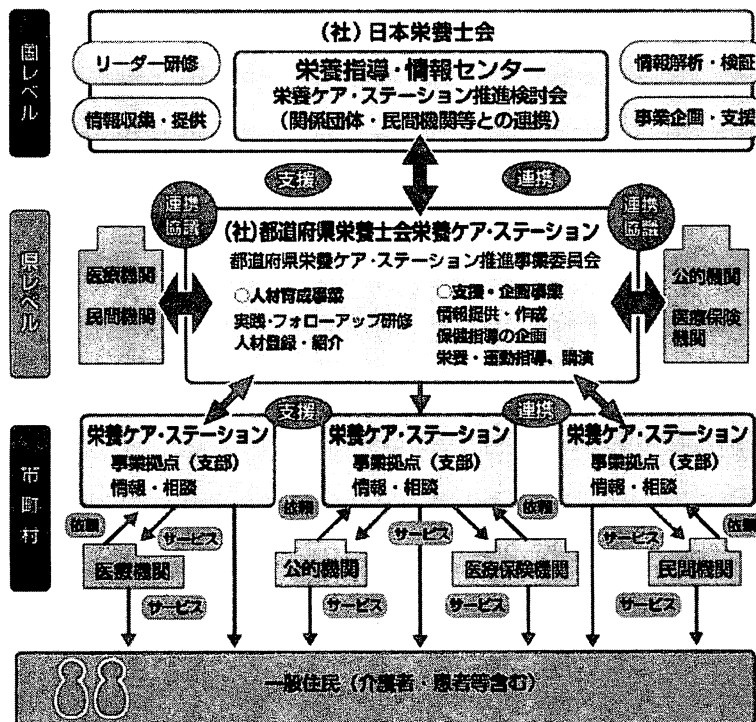 国レベル
(社)日本栄養士会
リーダー研修
情報収集・提供
栄養指導・情報センター
栄養ケア・ステーション推進検討会
(関係団体・民間機関等との連携)
情報解析・検証
事業企画・支援
支援
連携
県レベル
連携
協議
連携
協議
医療機関
民間機関
(社)都道府県栄養士会栄養ケア・ステーション
都道府県栄養ケア・ステーション推進事業委員会
○人材育成事業
実践・フォローアップ研修
人材登録・紹介
○支援・企画事業
情報提供・作成
保健指導の企画
栄養・運動指導、講演
公的機関
医療保険
機関
支援
連携
市町村
栄養ケア・ステーション
事業拠点(支部)
情報・相談
栄養ケア・ステーション
事業拠点(支部)
情報・相談
栄養ケア・ステーション
事業拠点(支部)
情報・相談
依頼
サービス
依頼
サービス
依頼
サービス
依頼
医療機関
公的機関
医療保険機関
民間機関
サービス
サービス
サービス
サービス
一般住民(介護者・患者等含む)